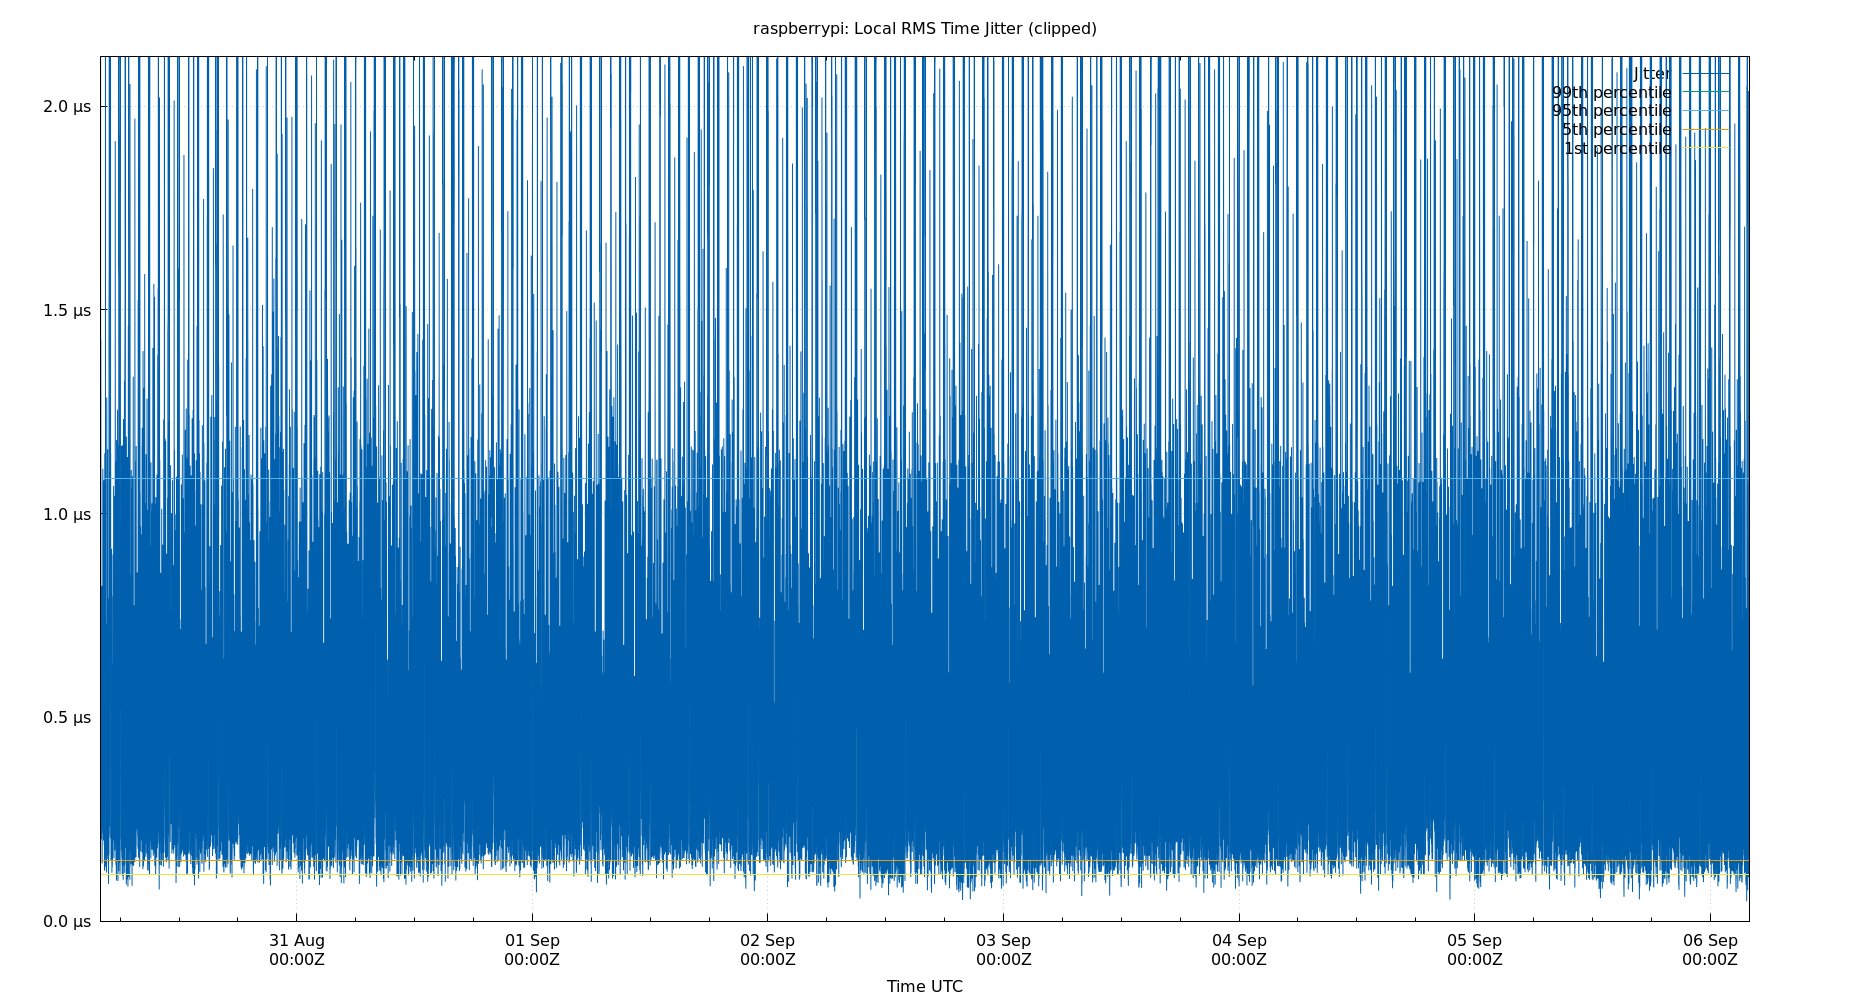 raspberrypi: Local RMS Time Jitter (clipped)
Jitter
99th percentile
95th percentile
5th percentile
1st percentile
2.0 μs
1.5 μs
1.0 μs
0.5 μs
0.0 μs
31 Aug 01 Sep 02 Sep 03 Sep 04 Sep 05 Sep 06 Sep
00:00Z 00:00Z 00:00Z 00:00Z 00:00Z 00:00Z 00:00Z
Time UTC